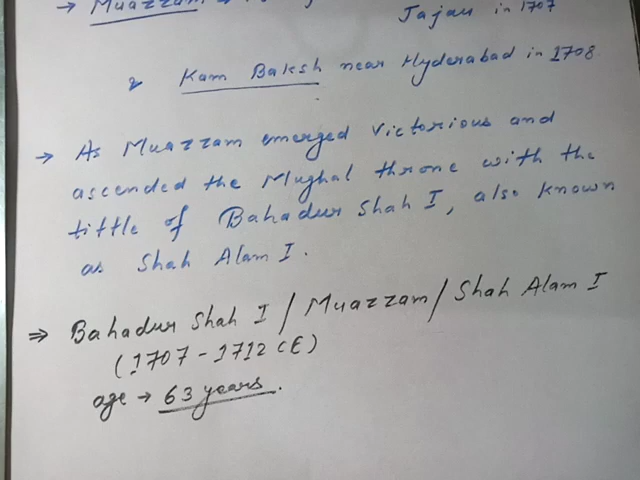 → Muazzam →
Jajau in 1707
& Kam Baksh near Hyderabad in 1708.
→ As Muazzam emerged victorious and
ascended the Mughal throne with the
tittle of Bahadur Shah I, also known
as Shah Alam I.
⇒ Bahadur Shah I / Muazzam / Shah Alam I
(1707 - 1712 CE)
age → 63 years.